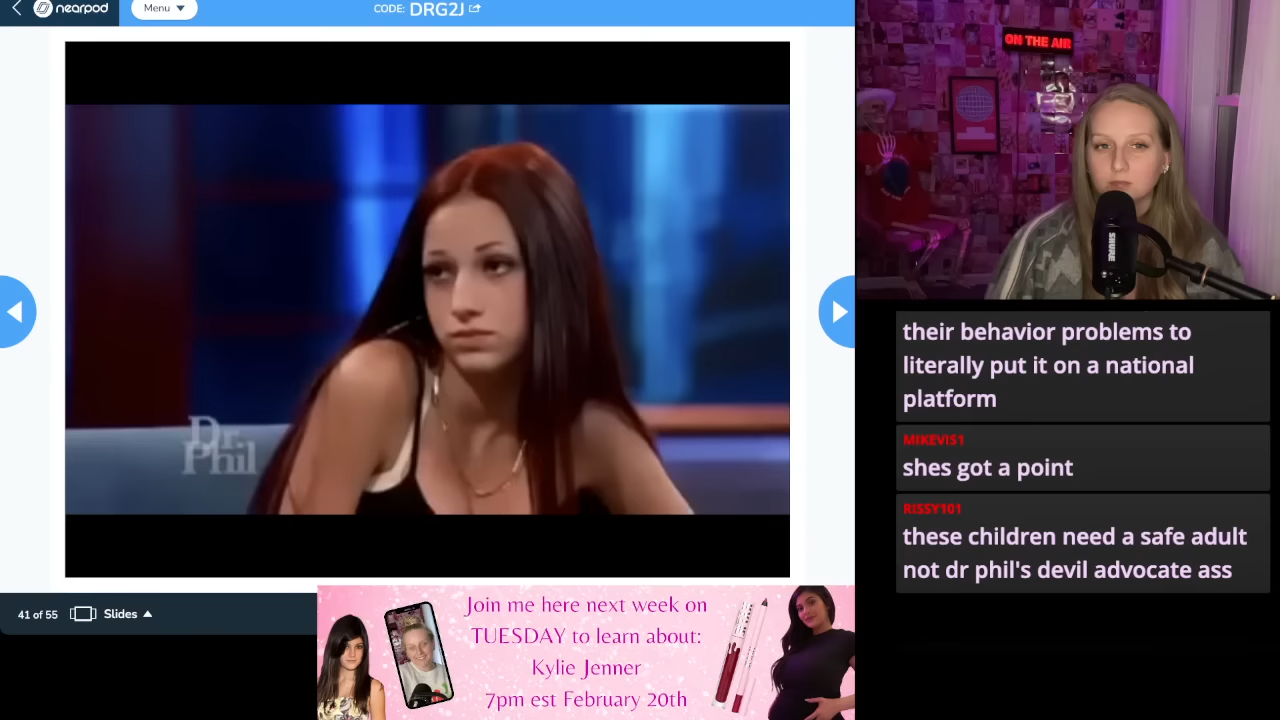 nearpod
Menu
CODE: DRG2J
ON THE AIR
SHURE
Dr.
Phil
their behavior problems to
literally put it on a national
platform
MIKEVIS1
shes got a point
RISSY101
these children need a safe adult
not dr phil's devil advocate ass
41 of 55
Slides
Join me here next week on
TUESDAY to learn about:
Kylie Jenner
7pm est February 20th